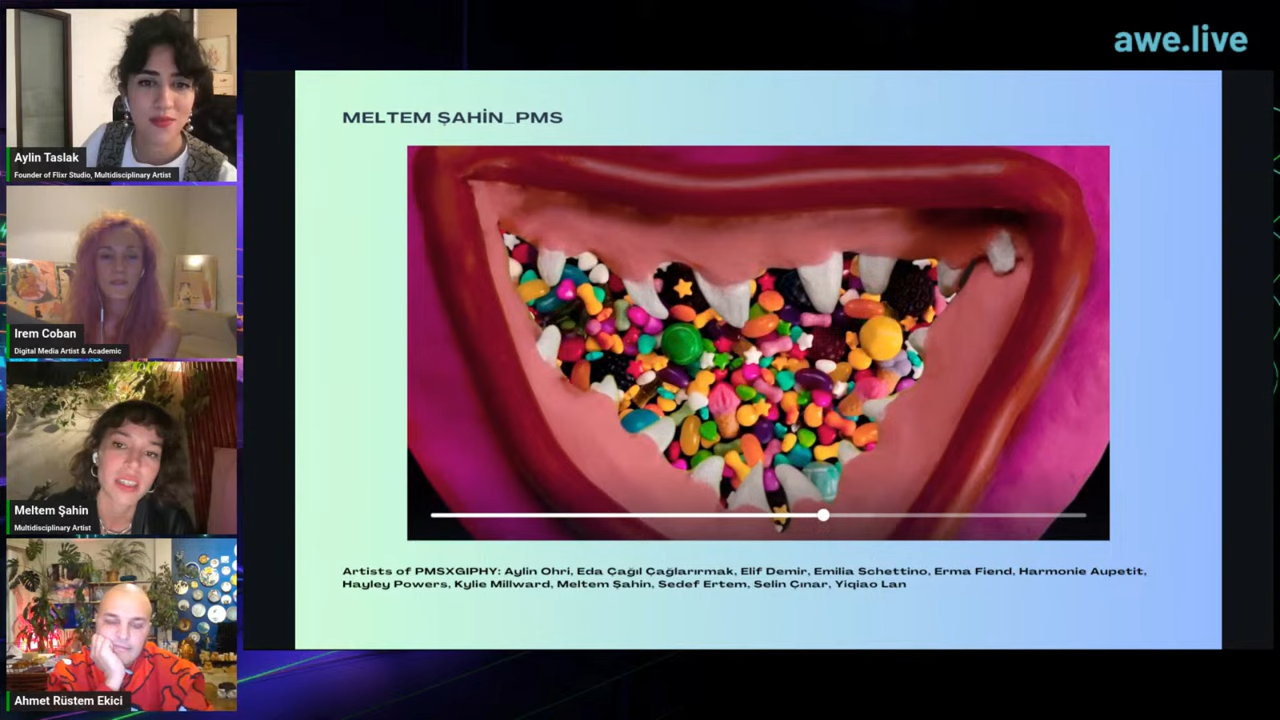 awe.live
MELTEM ŞAHİN_PMS
Aylin Taslak
Founder of Flixr Studio, Multidisciplinary Artist
Irem Coban
Digital Media Artist & Academic
Meltem Şahin
Multidisciplinary Artist
Ahmet Rüstem Ekici
Artists of PMSXGIPHY: Aylin Ohri, Eda Çağıl Çağlarırmak, Elif Demir, Emilia Schettino, Erma Fiend, Harmonie Aupetit,
Hayley Powers, Kylie Millward, Meltem Şahin, Sedef Ertem, Selin Çınar, Yiqiao Lan